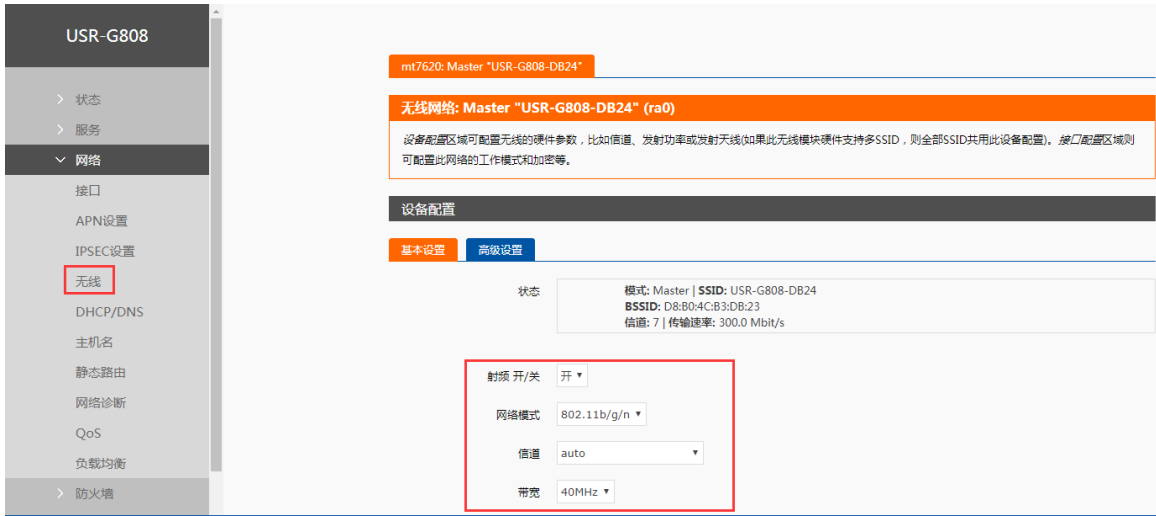 USR-G808
状态
服务
网络
接口
APN设置
IPSEC设置
无线
DHCP/DNS
主机名
静态路由
网络诊断
QoS
负载均衡
防火墙
mt7620: Master "USR-G808-DB24"
无线网络: Master "USR-G808-DB24" (ra0)
设备配置区域可配置无线的硬件参数，比如信道、发射功率或发射天线(如果此无线模块硬件支持多SSID，则全部SSID共用此设备配置)。接口配置区域则
可配置此网络的工作模式和加密等。
设备配置
基本设置 高级设置
状态 模式: Master | SSID: USR-G808-DB24
BSSID: D8:B0:4C:B3:DB:23
信道: 7 | 传输速率: 300.0 Mbit/s
射频 开/关 开
网络模式 802.11b/g/n
信道 auto
带宽 40MHz